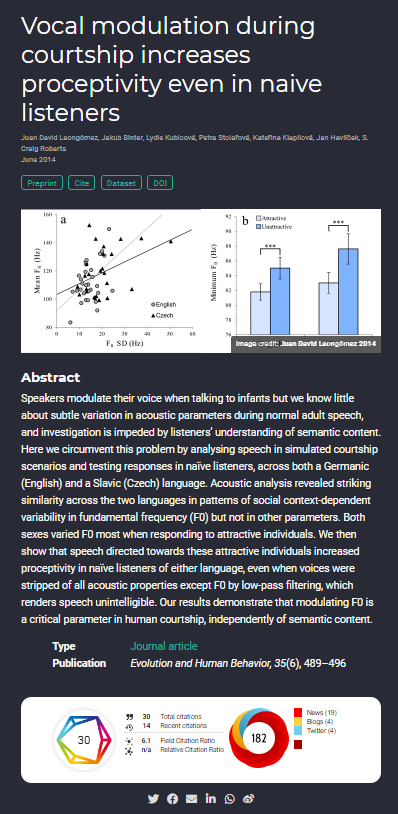 Vocal modulation during
courtship increases
proceptivity even in naive
listeners
Juan David Leongómez, Jakub Binter, Lydie Kubicová, Petra Stolařová, Kateřina Klapilová, Jan Havlíček, S.
Craig Roberts
June 2014
Preprint Cite Dataset DOI
a
160
140
120
100
80
60
Mean F0 (Hz)
0 10 20 30 40 50 60
F0 SD (Hz)
English
Czech
b
Attractive
Unattractive
92
90
88
86
84
82
80
78
76
Minimum F0 (Hz)
***
***
Image credit: Juan David Leongómez 2014
Abstract
Speakers modulate their voice when talking to infants but we know little
about subtle variation in acoustic parameters during normal adult speech,
and investigation is impeded by listeners' understanding of semantic content.
Here we circumvent this problem by analysing speech in simulated courtship
scenarios and testing responses in naïve listeners, across both a Germanic
(English) and a Slavic (Czech) language. Acoustic analysis revealed striking
similarity across the two languages in patterns of social context-dependent
variability in fundamental frequency (F0) but not in other parameters. Both
sexes varied F0 most when responding to attractive individuals. We then
show that speech directed towards these attractive individuals increased
proceptivity in naïve listeners of either language, even when voices were
stripped of all acoustic properties except F0 by low-pass filtering, which
renders speech unintelligible. Our results demonstrate that modulating F0 is
a critical parameter in human courtship, independently of semantic content.
Type Journal article
Publication Evolution and Human Behavior, 35(6), 489–496
30
30 Total citations
14 Recent citations
6.1 Field Citation Ratio
n/a Relative Citation Ratio
182
News (19)
Blogs (4)
Twitter (4)